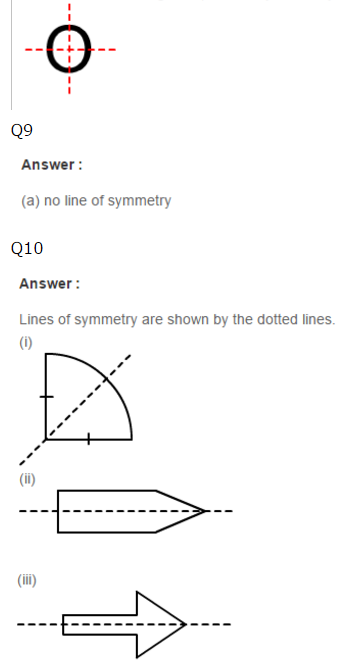 O
Q9
Answer :
(a) no line of symmetry
Q10
Answer :
Lines of symmetry are shown by the dotted lines.
(i)
(ii)
(iii)